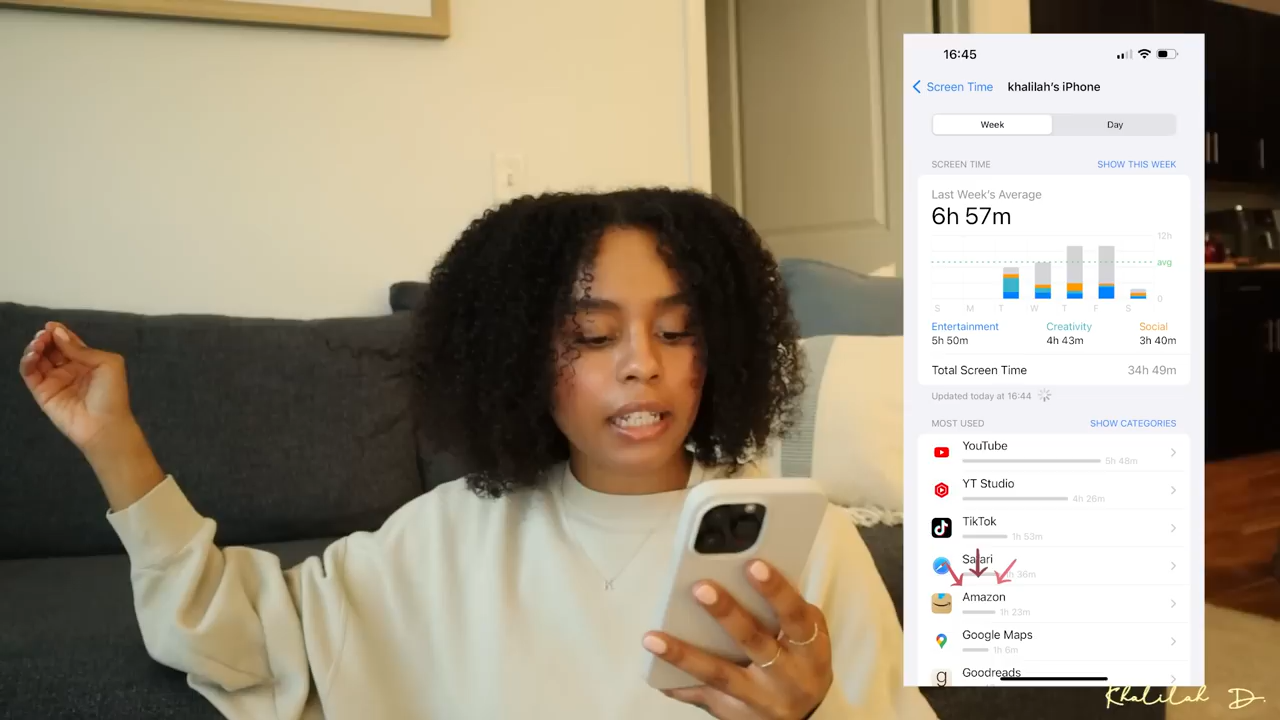 16:45
Screen Time
khalilah's iPhone
Week
Day
SCREEN TIME
SHOW THIS WEEK
Last Week's Average
6h 57m
12h
avg
0
S M T W T F S
Entertainment Creativity Social
5h 50m 4h 43m 3h 40m
Total Screen Time 34h 49m
Updated today at 16:44
MOST USED
SHOW CATEGORIES
YouTube
5h 48m
YT Studio
4h 26m
TikTok
1h 53m
Safari
36m
Amazon
1h 23m
Google Maps
1h 6m
Goodreads
K
Khalilah D.